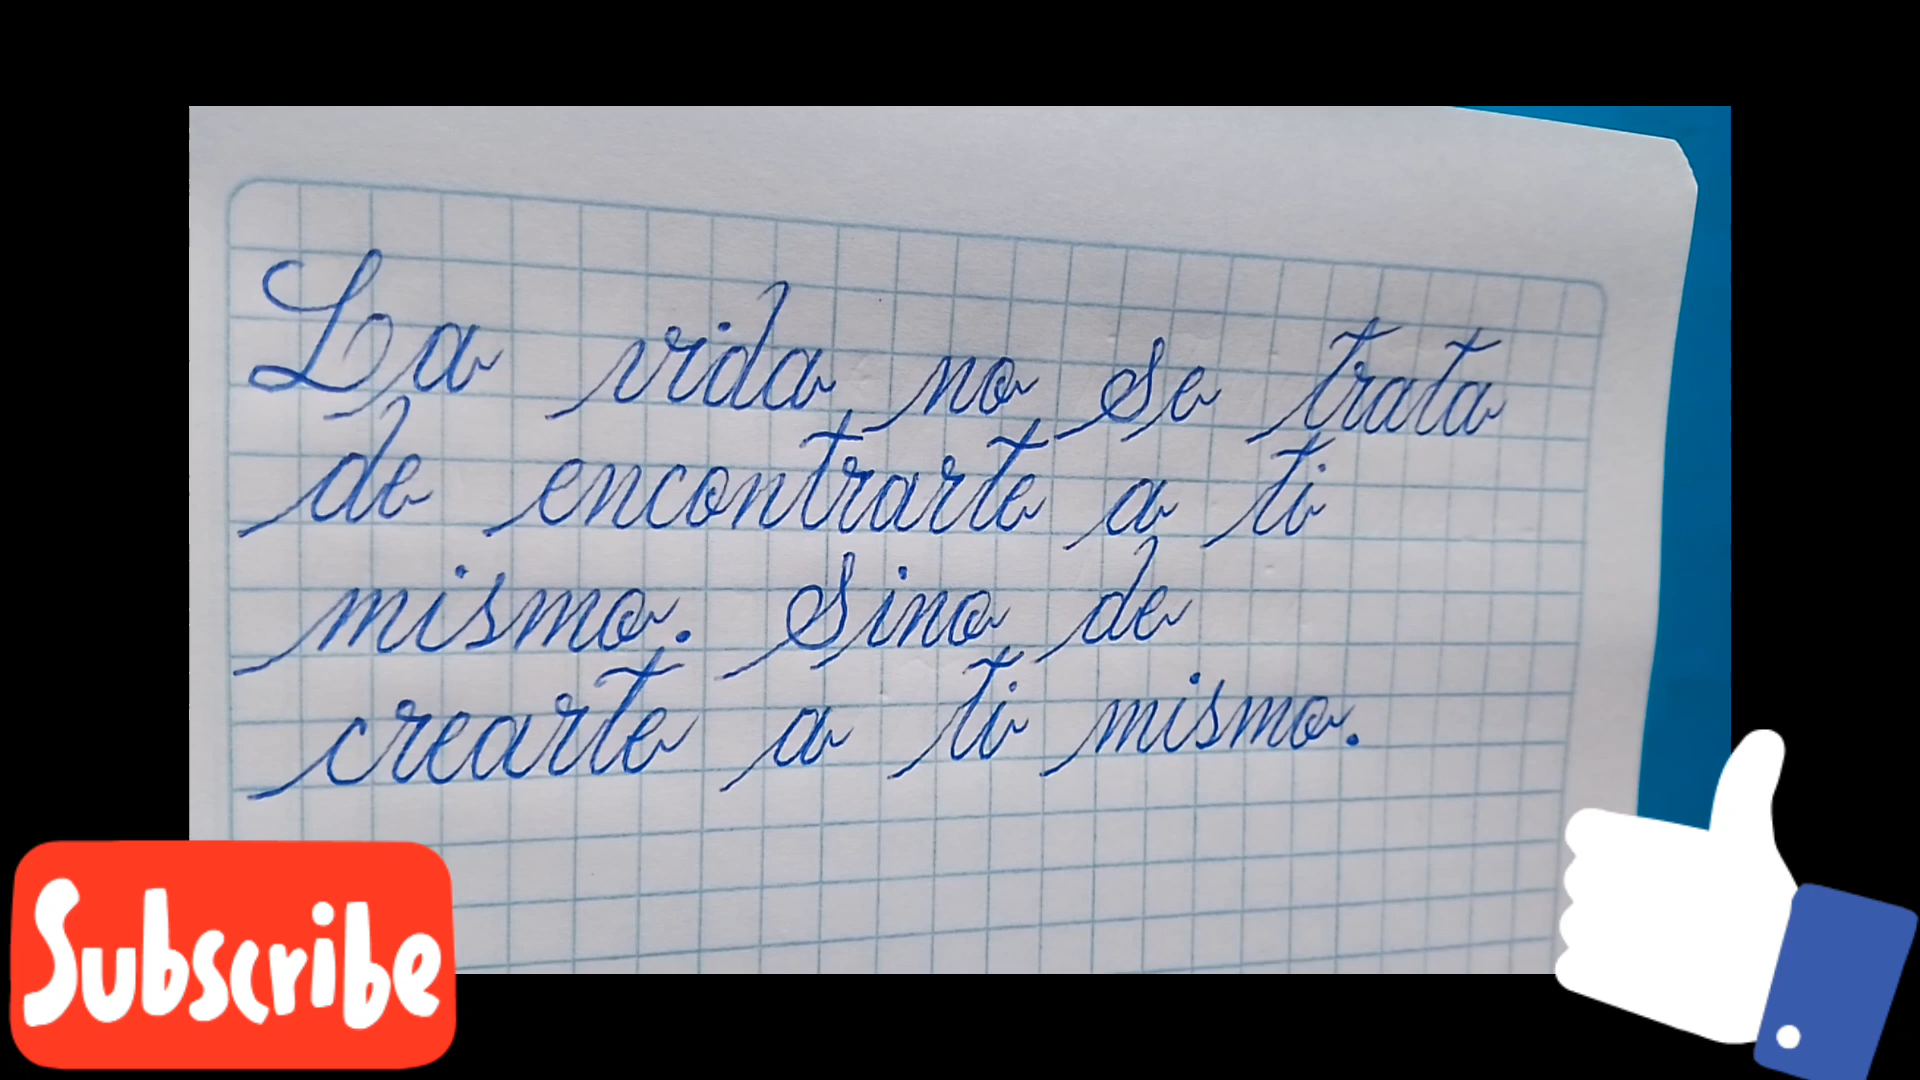 La vida no se trata
de encontrarte a ti
mismo. Sino de
crearte a ti mismo.
Subscribe